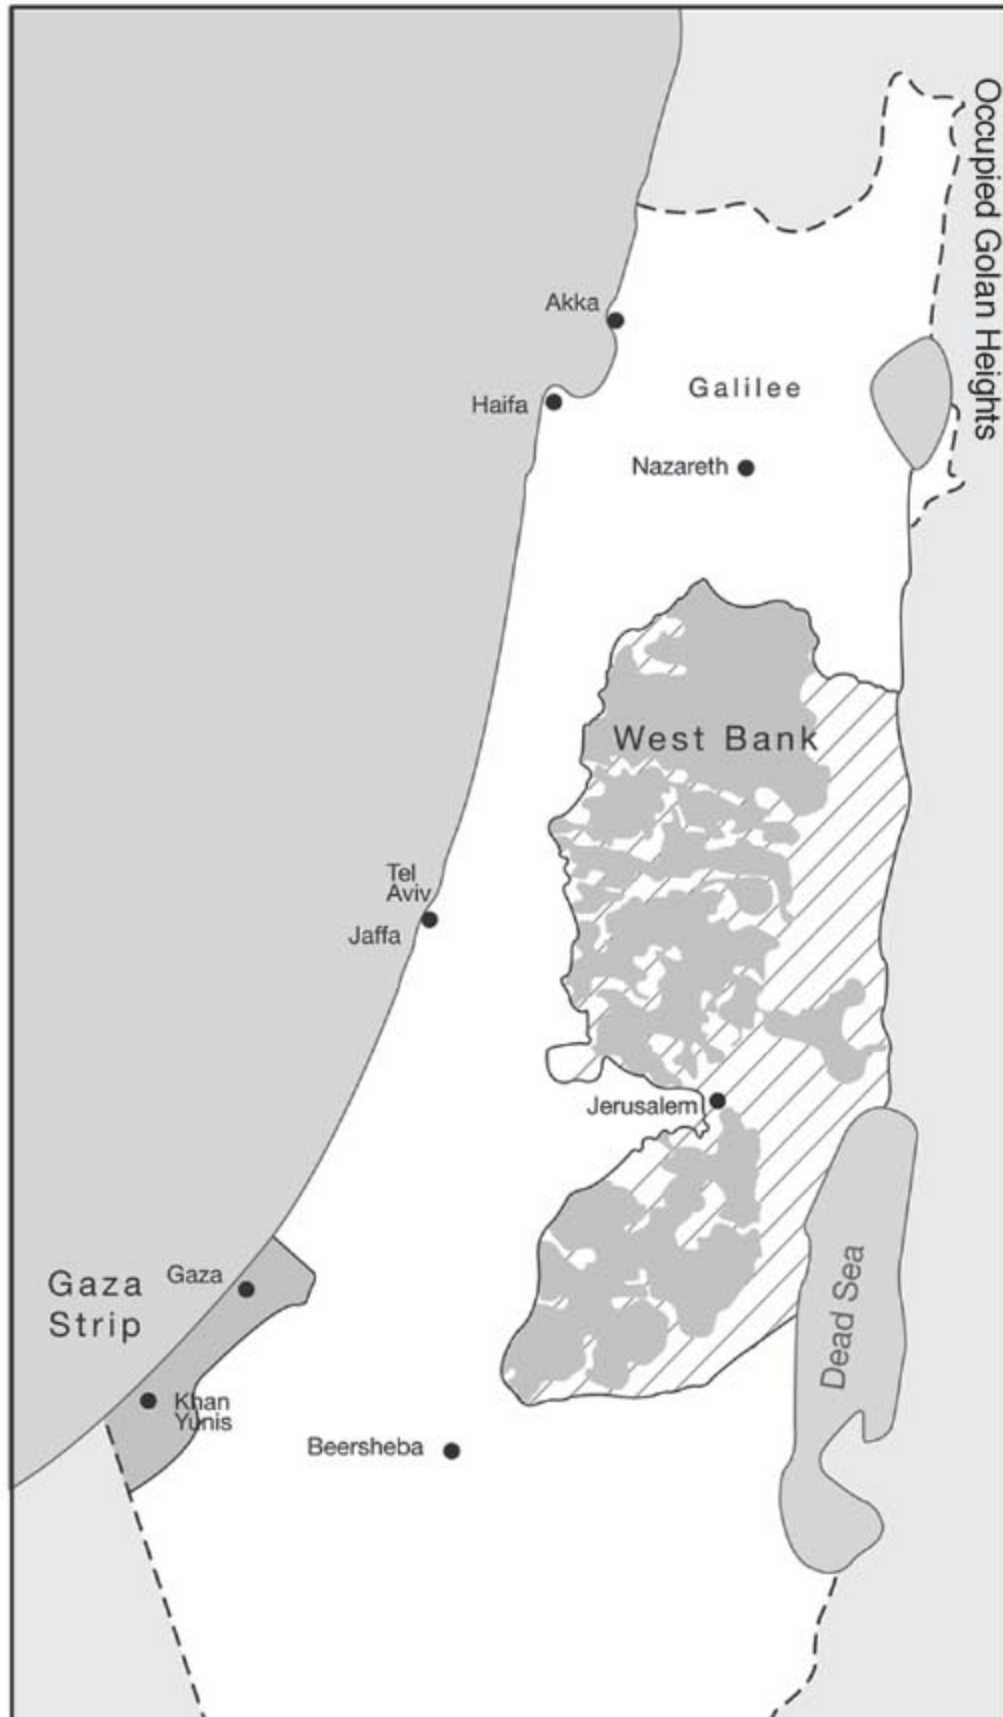 Occupied Golan Heights
Akka
Galilee
Haifa
Nazareth
West Bank
Tel
Aviv
Jaffa
Jerusalem
Gaza
Strip
Gaza
Dead Sea
Khan
Yunis
Beersheba